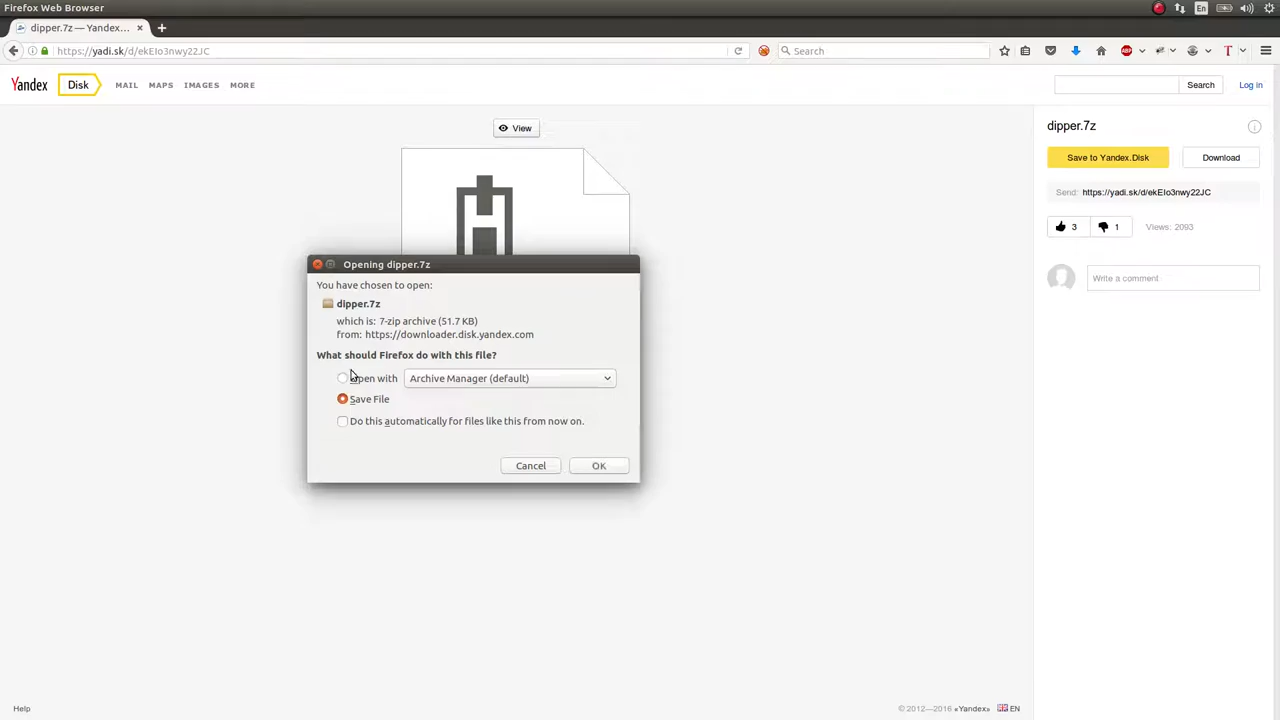 Firefox Web Browser
En
dipper.7z — Yandex...
https://yadi.sk/d/ekEIo3nwy22JC
Search
ABP
T
Yandex
Disk
MAIL
MAPS
IMAGES
MORE
Search
Log in
View
dipper.7z
Save to Yandex.Disk
Download
Send: https://yadi.sk/d/ekEIo3nwy22JC
3
1
Views: 2093
Write a comment
Opening dipper.7z
You have chosen to open:
dipper.7z
which is: 7-zip archive (51.7 KB)
from: https://downloader.disk.yandex.com
What should Firefox do with this file?
Open with
Archive Manager (default)
Save File
Do this automatically for files like this from now on.
Cancel
OK
Help
© 2012—2016 «Yandex»
EN